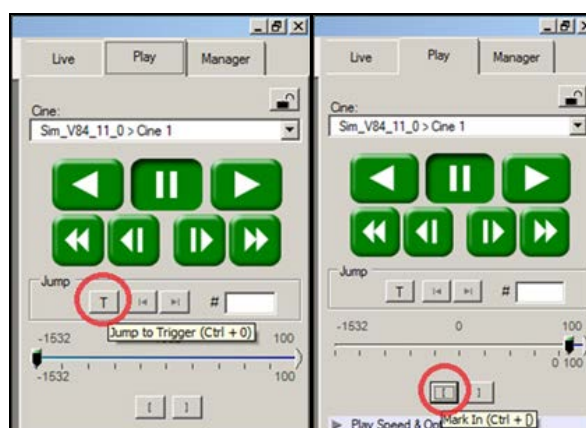 Live Play Manager
Cine:
Sim_V84_11_0 > Cine 1
Jump
T #
Jump to Trigger (Ctrl + 0)
-1532 100
-1532 100
[ ]
Live Play Manager
Cine:
Sim_V84_11_0 > Cine 1
Jump
T #
-1532 0 100
0 100
[ ]
Mark In (Ctrl + [)
Play Speed & Op